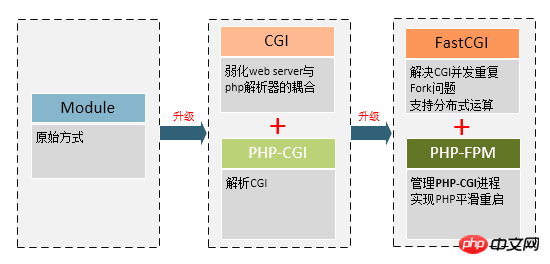 Module
原始方式
升级
CGI
弱化web server与
php解析器的耦合
+
PHP-CGI
解析CGI
升级
FastCGI
解决CGI并发重复
Fork问题
支持分布式运算
+
PHP-FPM
管理PHP-CGI进程
实现PHP平滑重启
php中文网